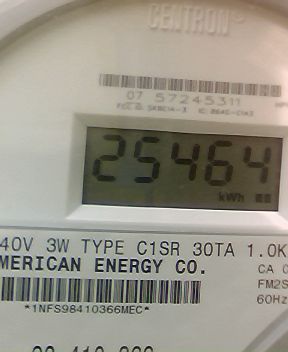 CENTRON
07 57245311
25464
kWh
40V 3W TYPE C1SR 30TA 1.0K
MERICAN ENERGY CO.
CA 0
FM2S
60Hz
*1NFS98410366MEC*